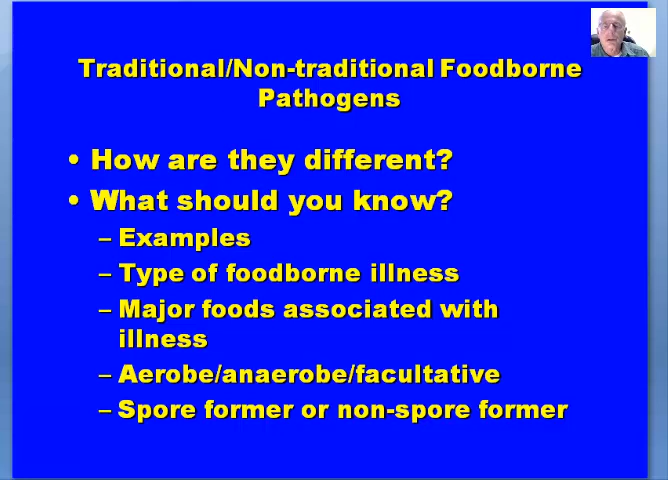 Traditional/Non-traditional Foodborne
Pathogens
• How are they different?
• What should you know?
– Examples
– Type of foodborne illness
– Major foods associated with
illness
– Aerobe/anaerobe/facultative
– Spore former or non-spore former